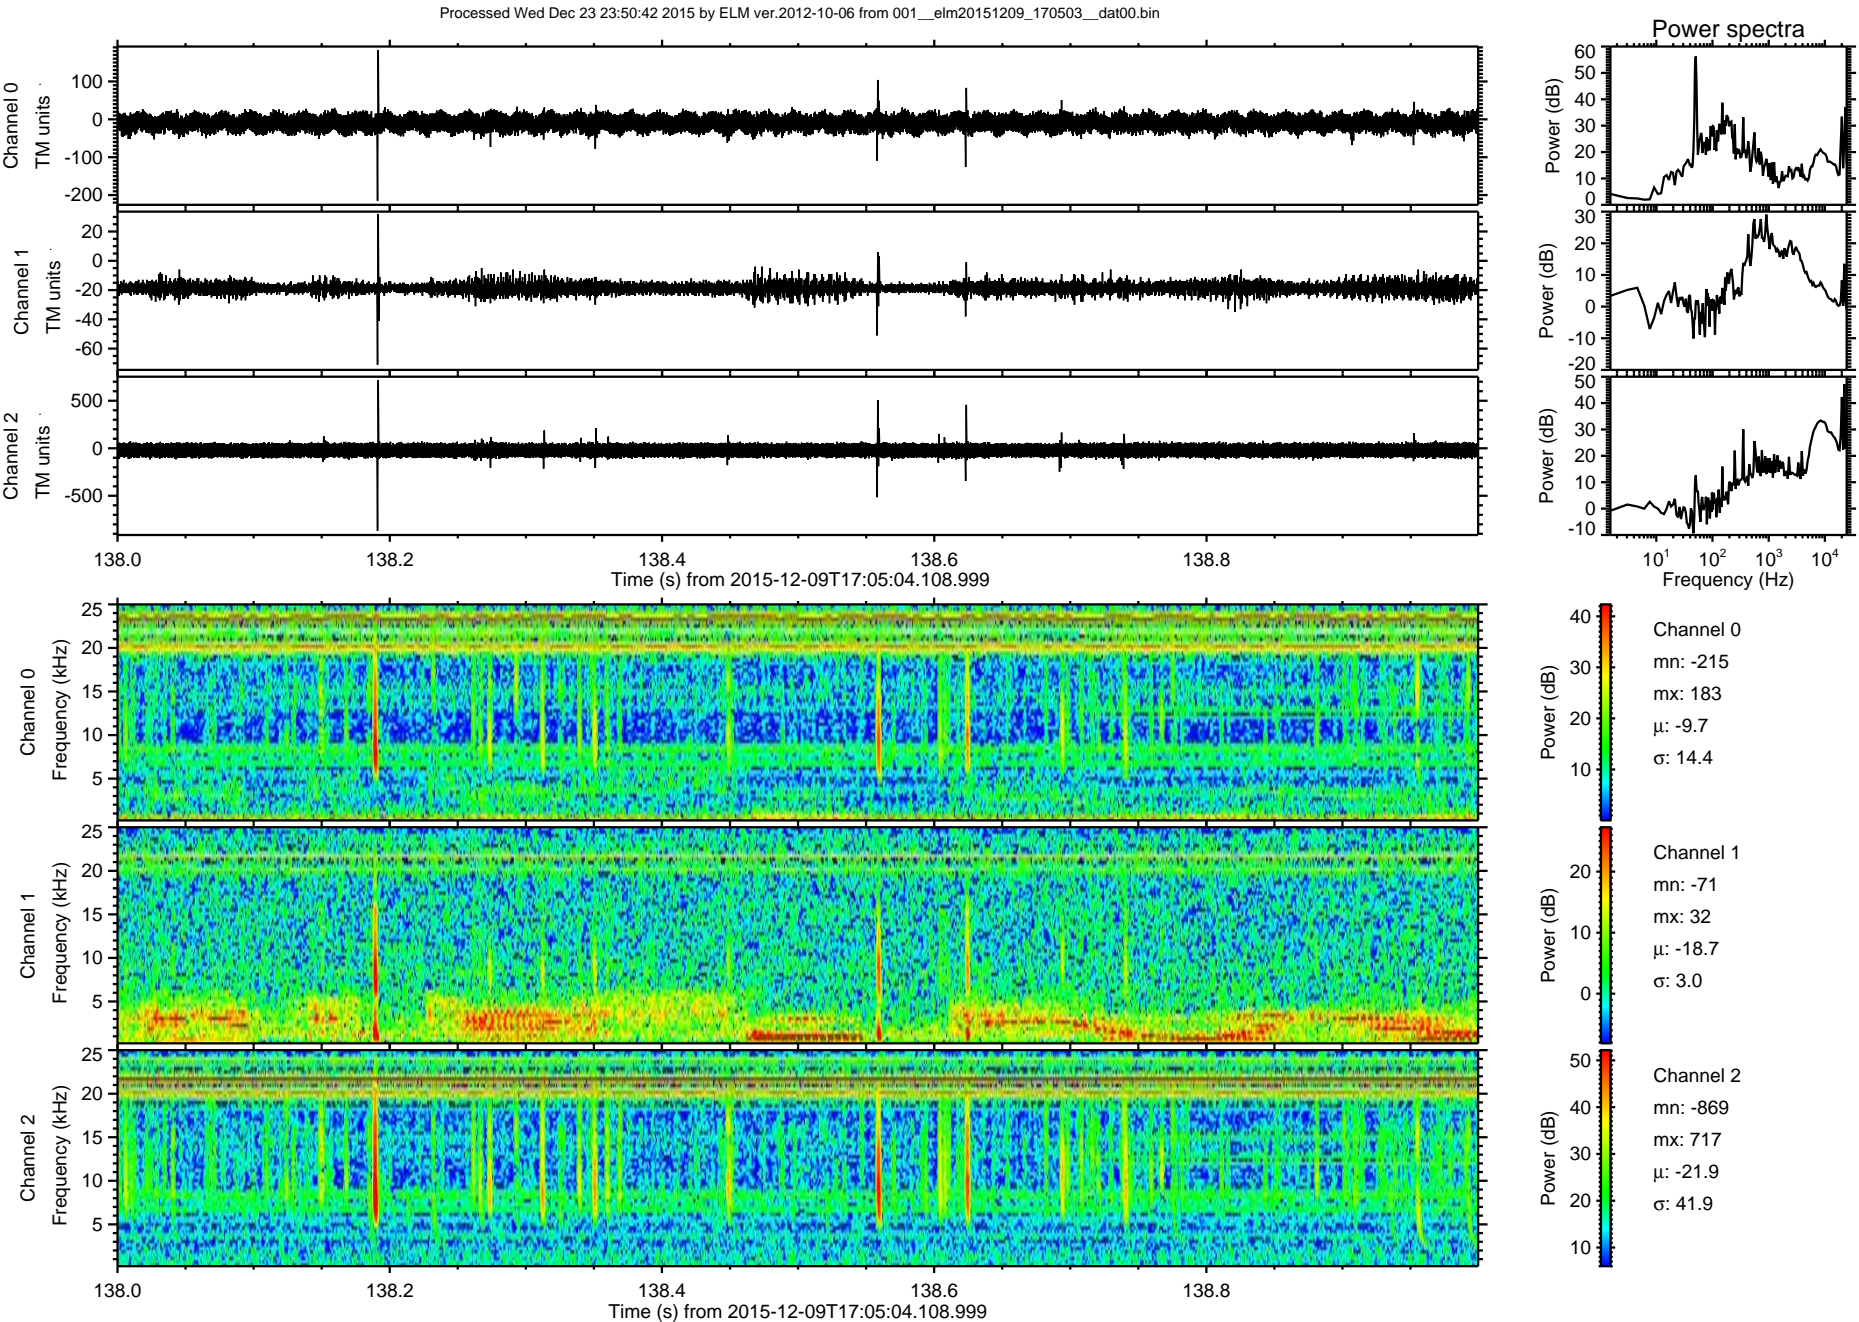 Processed Wed Dec 23 23:50:42 2015 by ELM ver.2012-10-06 from 001__elm20151209_170503__dat00.bin
Power spectra
Channel 0
TM units
100
0
-100
-200
Power (dB)
60
50
40
30
20
10
0
Channel 1
TM units
20
0
-20
-40
-60
Power (dB)
30
20
10
0
-10
-20
Channel 2
TM units
500
0
-500
Power (dB)
50
40
30
20
10
0
-10
138.0 138.2 138.4 138.6 138.8
Time (s) from 2015-12-09T17:05:04.108.999
10¹ 10² 10³ 10⁴
Frequency (Hz)
Channel 0
Frequency (kHz)
25
20
15
10
5
Power (dB)
40
30
20
10
Channel 0
mn: -215
mx: 183
μ: -9.7
σ: 14.4
Channel 1
Frequency (kHz)
25
20
15
10
5
Power (dB)
20
10
0
Channel 1
mn: -71
mx: 32
μ: -18.7
σ: 3.0
Channel 2
Frequency (kHz)
25
20
15
10
5
Power (dB)
50
40
30
20
10
Channel 2
mn: -869
mx: 717
μ: -21.9
σ: 41.9
138.0 138.2 138.4 138.6 138.8
Time (s) from 2015-12-09T17:05:04.108.999